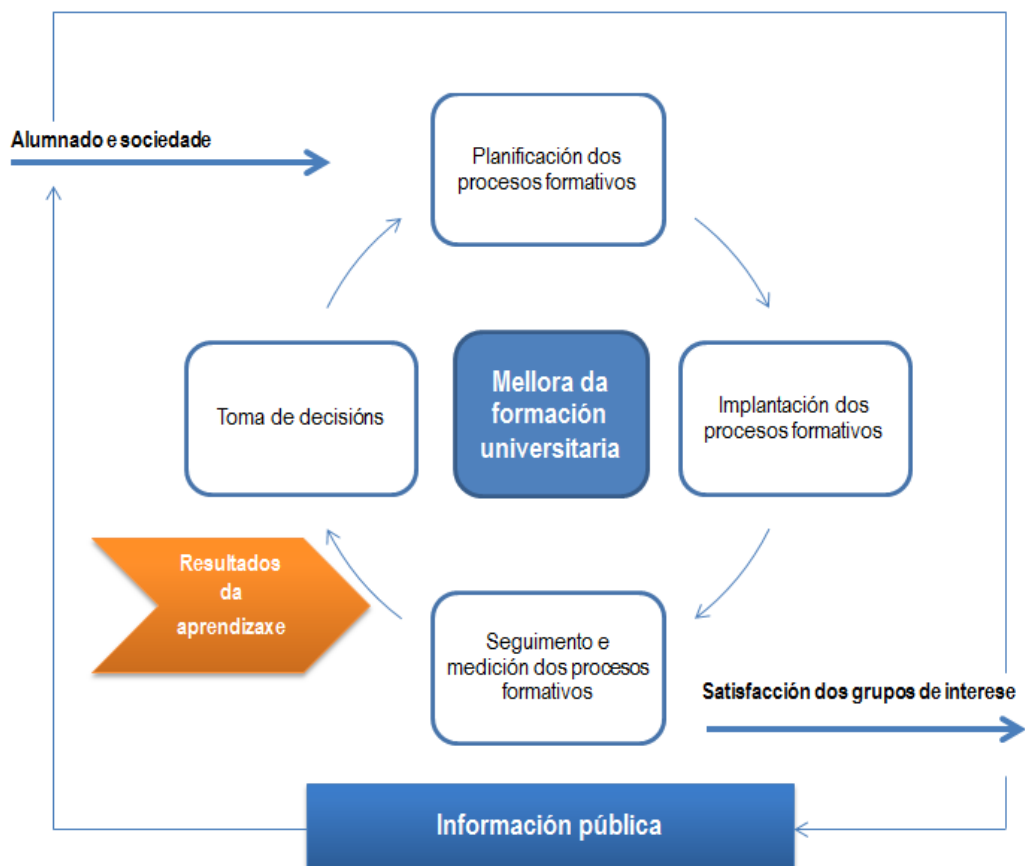 Alumnado e sociedade
Planificación dos
procesos formativos
Toma de decisións
Mellora da
formación
universitaria
Implantación dos
procesos formativos
Resultados
da
aprendizaxe
Seguimento e
medición dos procesos
formativos
Satisfacción dos grupos de interese
Información pública